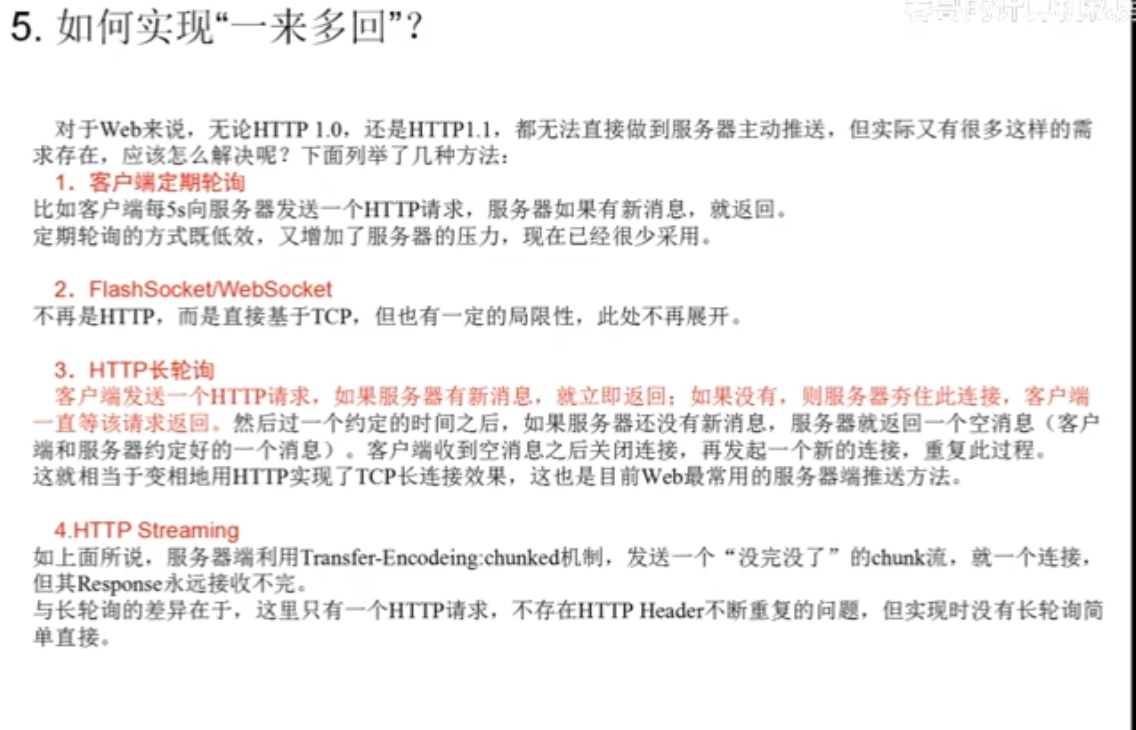 5. 如何实现“一来多回”？
对于Web来说，无论HTTP 1.0，还是HTTP1.1，都无法直接做到服务器主动推送，但实际又有很多这样的需
求存在，应该怎么解决呢？下面列举了几种方法：
1．客户端定期轮询
比如客户端每5s向服务器发送一个HTTP请求，服务器如果有新消息，就返回。
定期轮询的方式既低效，又增加了服务器的压力，现在已经很少采用。
2．FlashSocket/WebSocket
不再是HTTP，而是直接基于TCP，但也有一定的局限性，此处不再展开。
3．HTTP长轮询
客户端发送一个HTTP请求，如果服务器有新消息，就立即返回；如果没有，则服务器夯住此连接，客户端
一直等该请求返回。然后过一个约定的时间之后，如果服务器还没有新消息，服务器就返回一个空消息（客户
端和服务器约定好的一个消息）。客户端收到空消息之后关闭连接，再发起一个新的连接，重复此过程。
这就相当于变相地用HTTP实现了TCP长连接效果，这也是目前Web最常用的服务器端推送方法。
4.HTTP Streaming
如上面所说，服务器端利用Transfer-Encodeing:chunked机制，发送一个“没完没了”的chunk流，就一个连接，
但其Response永远接收不完。
与长轮询的差异在于，这里只有一个HTTP请求，不存在HTTP Header不断重复的问题，但实现时没有长轮询简
单直接。